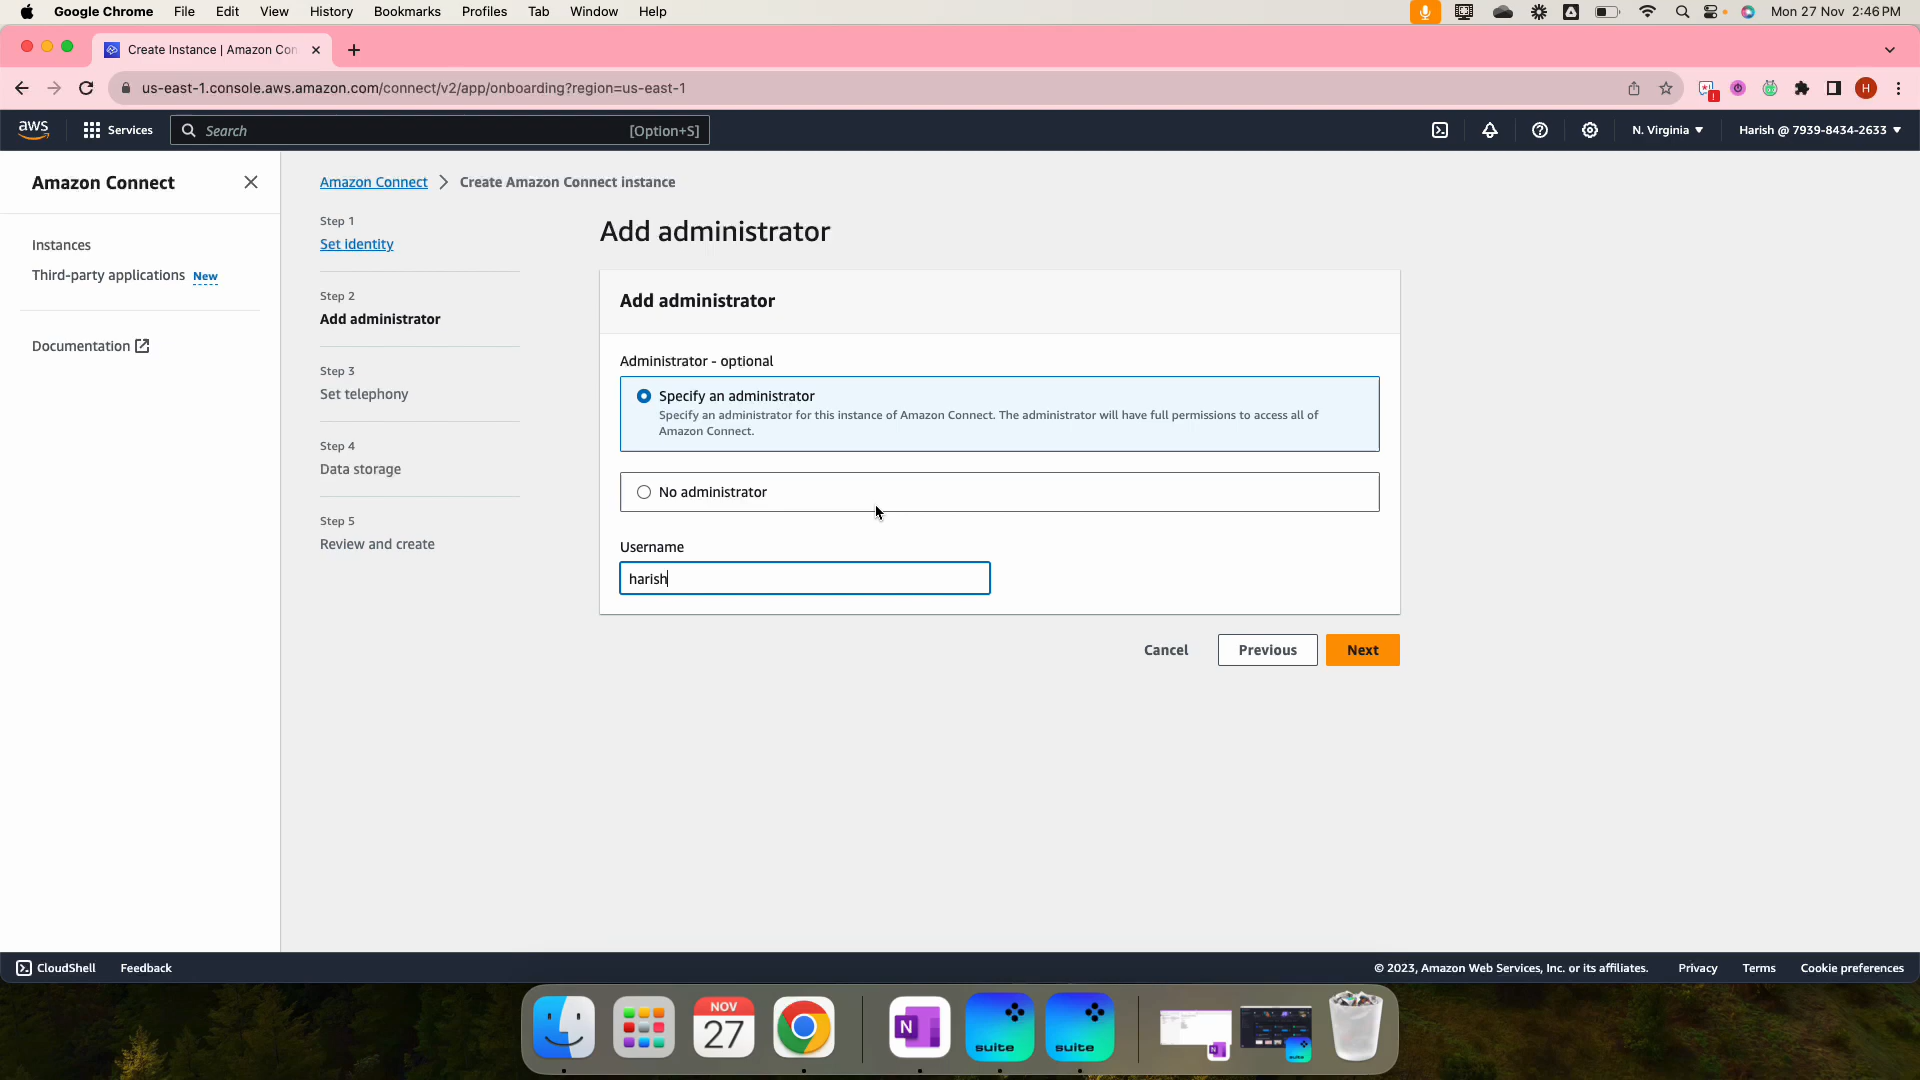 Google Chrome File Edit View History Bookmarks Profiles Tab Window Help Mon 27 Nov 2:46 PM
Create Instance | Amazon Con
us-east-1.console.aws.amazon.com/connect/v2/app/onboarding?region=us-east-1 H
aws Services Search [Option+S] N. Virginia Harish @ 7939-8434-2633
Amazon Connect
Instances
Third-party applications New
Documentation
Amazon Connect > Create Amazon Connect instance
Step 1
Set identity
Step 2
Add administrator
Step 3
Set telephony
Step 4
Data storage
Step 5
Review and create
Add administrator
Add administrator
Administrator - optional
Specify an administrator
Specify an administrator for this instance of Amazon Connect. The administrator will have full permissions to access all of
Amazon Connect.
No administrator
Username
harish
Cancel Previous Next
CloudShell Feedback © 2023, Amazon Web Services, Inc. or its affiliates. Privacy Terms Cookie preferences
NOV
27
N
suite
suite